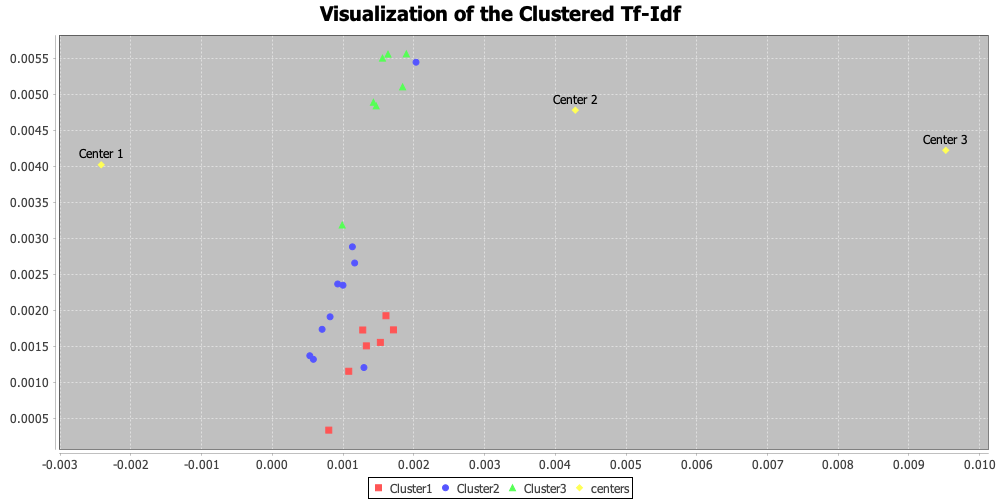 Visualization of the Clustered Tf-Idf
0.0055
0.0050
0.0045
0.0040
0.0035
0.0030
0.0025
0.0020
0.0015
0.0010
0.0005
Center 2
Center 3
Center 1
-0.003 -0.002 -0.001 0.000 0.001 0.002 0.003 0.004 0.005 0.006 0.007 0.008 0.009 0.010
Cluster1 Cluster2 Cluster3 centers